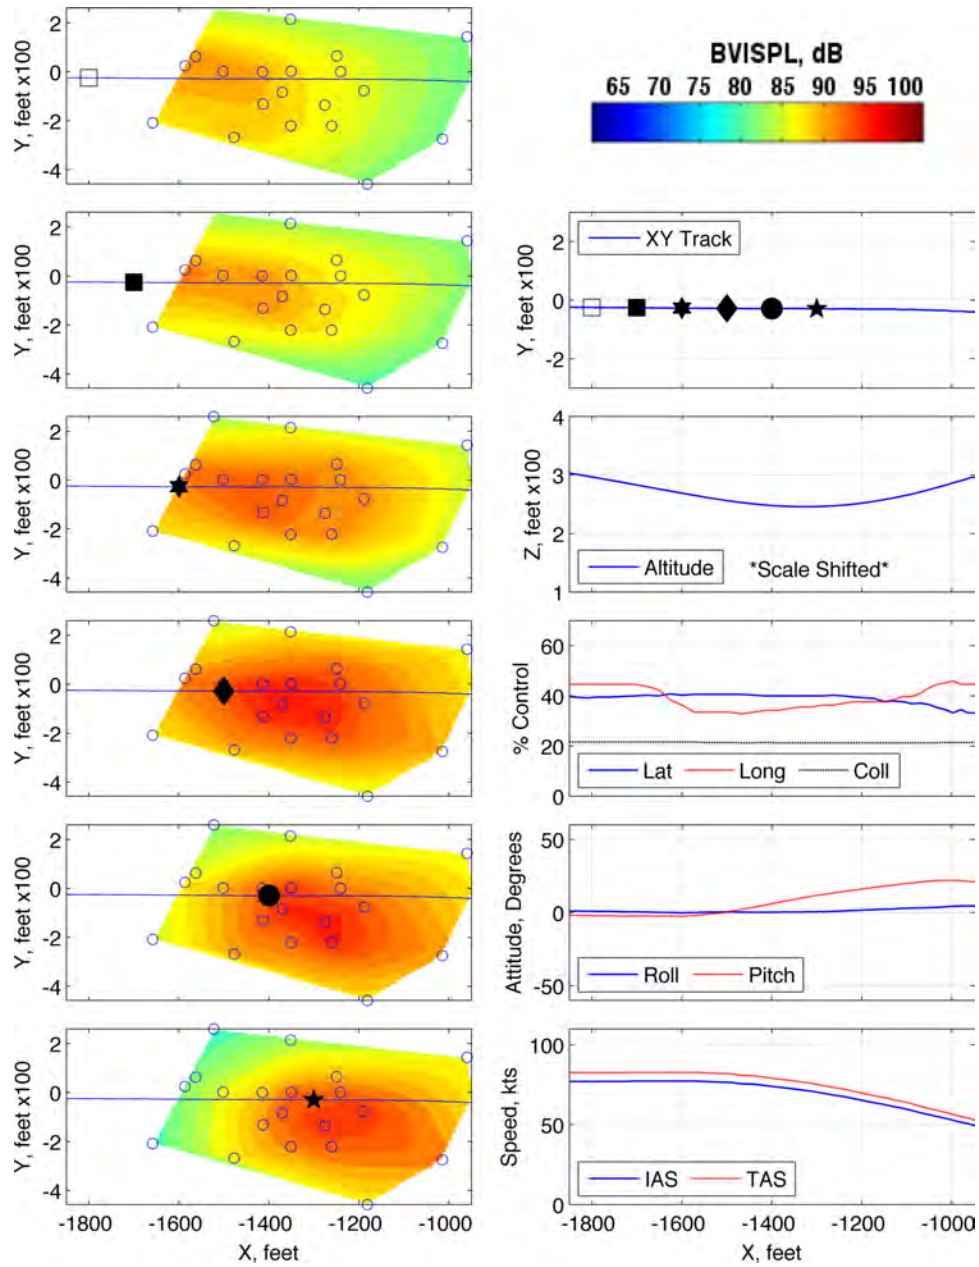 2
0
-2
-4
Y, feet x100
BVISPL, dB
65 70 75 80 85 90 95 100
2
0
-2
-4
Y, feet x100
2
0
-2
Y, feet x100
XY Track
2
0
-2
-4
Y, feet x100
4
3
2
1
Z, feet x100
Altitude
*Scale Shifted*
2
0
-2
-4
Y, feet x100
60
40
20
0
% Control
Lat Long Coll
2
0
-2
-4
Y, feet x100
50
0
-50
Attitude, Degrees
Roll Pitch
2
0
-2
-4
Y, feet x100
-1800 -1600 -1400 -1200 -1000
X, feet
100
50
0
Speed, kts
IAS TAS
-1800 -1600 -1400 -1200 -1000
X, feet